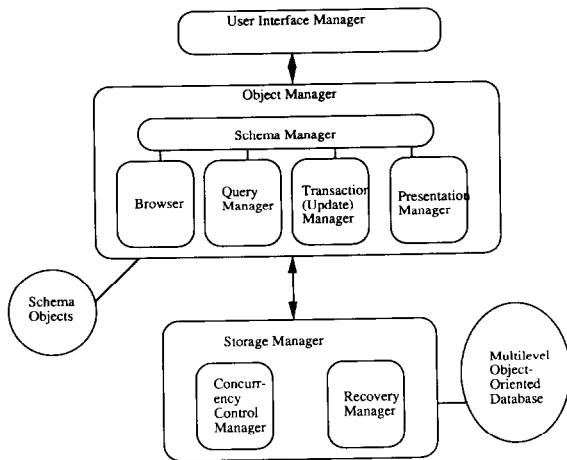 User Interface Manager
Object Manager
Schema Manager
Browser
Query
Manager
Transaction
(Update)
Manager
Presentation
Manager
Schema
Objects
Storage Manager
Concurr-
ency
Control
Manager
Recovery
Manager
Multilevel
Object-
Oriented
Database